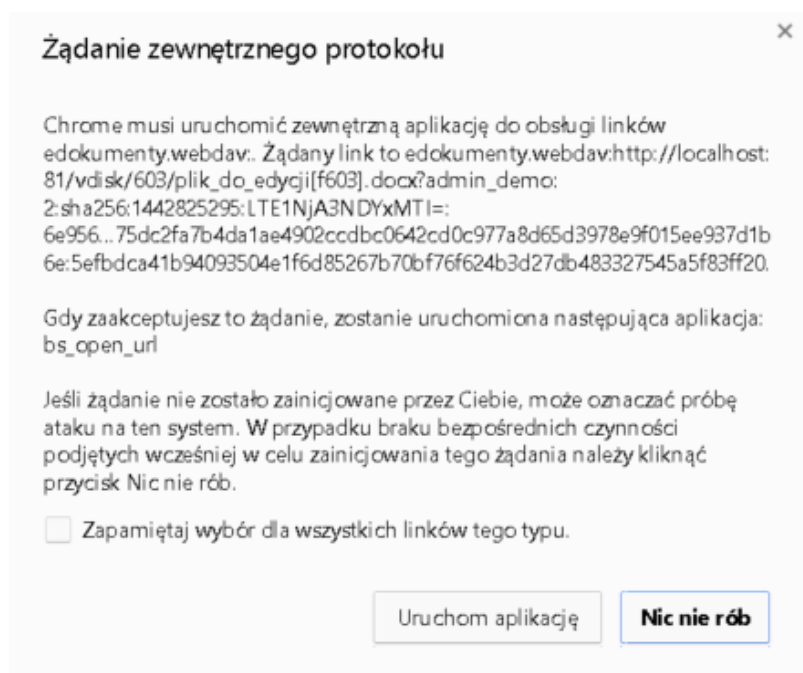 Żądanie zewnętrznego protokołu
Chrome musi uruchomić zewnętrzną aplikację do obsługi linków
edokumenty.webdav:. Żądany link to edokumenty.webdav:http://localhost:
81/vdisk/603/plik_do_edycji[f603].docx?admin_demo:
2:sha256:1442825295:LTE1NjA3NDYxMTI=:
6e956...75dc2fa7b4da1ae4902ccdbc0642cd0c977a8d65d3978e9f015ee937d1b
6e:5efbdca41b94093504e1f6d85267b70bf76f624b3d27db483327545a5f83ff20.
Gdy zaakceptujesz to żądanie, zostanie uruchomiona następująca aplikacja:
bs_open_url
Jeśli żądanie nie zostało zainicjowane przez Ciebie, może oznaczać próbę
ataku na ten system. W przypadku braku bezpośrednich czynności
podjętych wcześniej w celu zainicjowania tego żądania należy kliknąć
przycisk Nic nie rób.
Zapamiętaj wybór dla wszystkich linków tego typu.
Uruchom aplikację
Nic nie rób